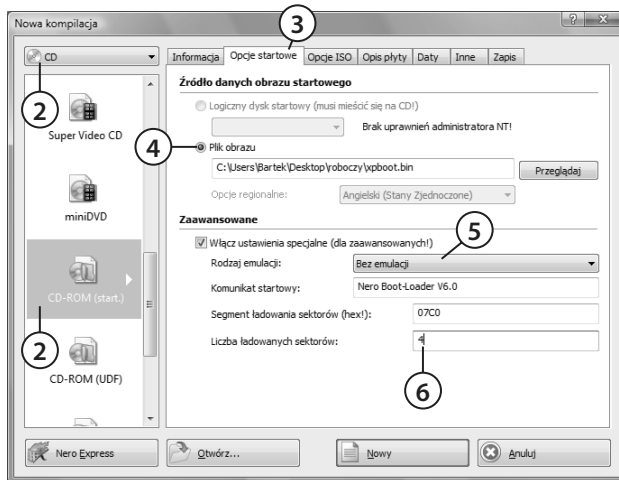 Nowa kompilacja
CD
2
Super Video CD
miniDVD
CD-ROM (start.)
2
CD-ROM (UDF)
3
Informacja Opcje startowe Opcje ISO Opis płyty Daty Inne Zapis
Źródło danych obrazu startowego
Logiczny dysk startowy (musi mieścić się na CD!)
Brak uprawnień administratora NT!
4
Plik obrazu
C:\Users\Bartek\Desktop\roboczy\xpboot.bin
Przeglądaj
Opcje regionalne: Angielski (Stany Zjednoczone)
Zaawansowane
5
Włącz ustawienia specjalne (dla zaawansowanych!)
Rodzaj emulacji: Bez emulacji
Komunikat startowy: Nero Boot-Loader V6.0
Segment ładowania sektorów (hex!): 07C0
Liczba ładowanych sektorów: 4
6
Nero Express
Otwórz...
Nowy
Anuluj